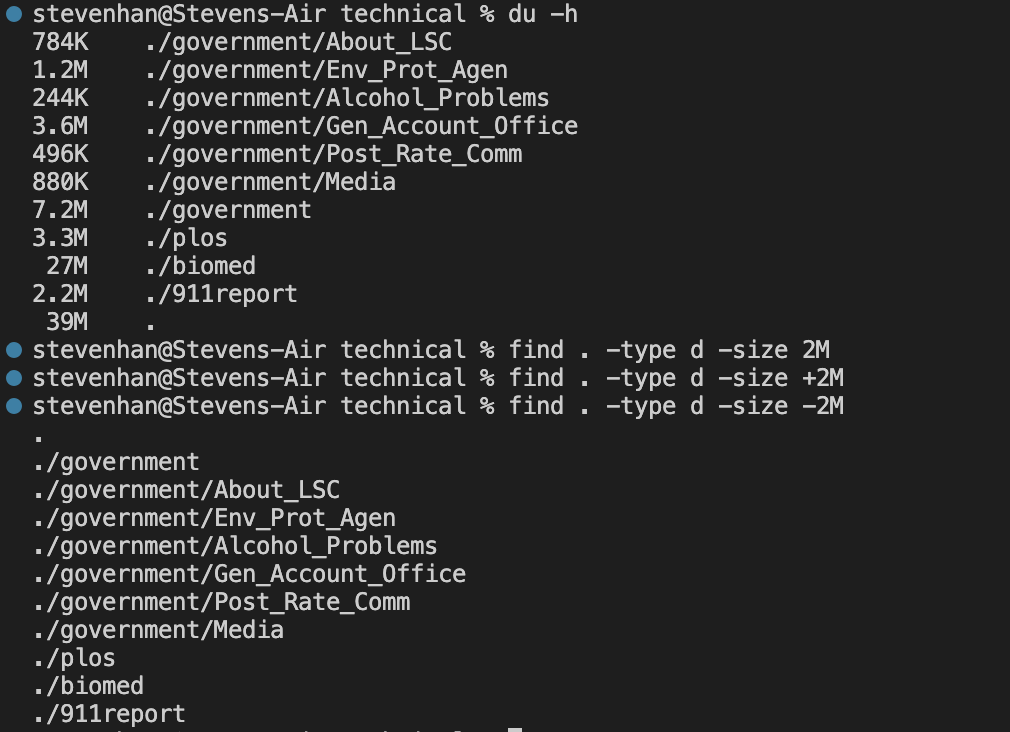 stevenhan@Stevens-Air technical % du -h
784K ./government/About_LSC
1.2M ./government/Env_Prot_Agen
244K ./government/Alcohol_Problems
3.6M ./government/Gen_Account_Office
496K ./government/Post_Rate_Comm
880K ./government/Media
7.2M ./government
3.3M ./plos
27M ./biomed
2.2M ./911report
39M .
stevenhan@Stevens-Air technical % find . -type d -size 2M
stevenhan@Stevens-Air technical % find . -type d -size +2M
stevenhan@Stevens-Air technical % find . -type d -size -2M
.
./government
./government/About_LSC
./government/Env_Prot_Agen
./government/Alcohol_Problems
./government/Gen_Account_Office
./government/Post_Rate_Comm
./government/Media
./plos
./biomed
./911report